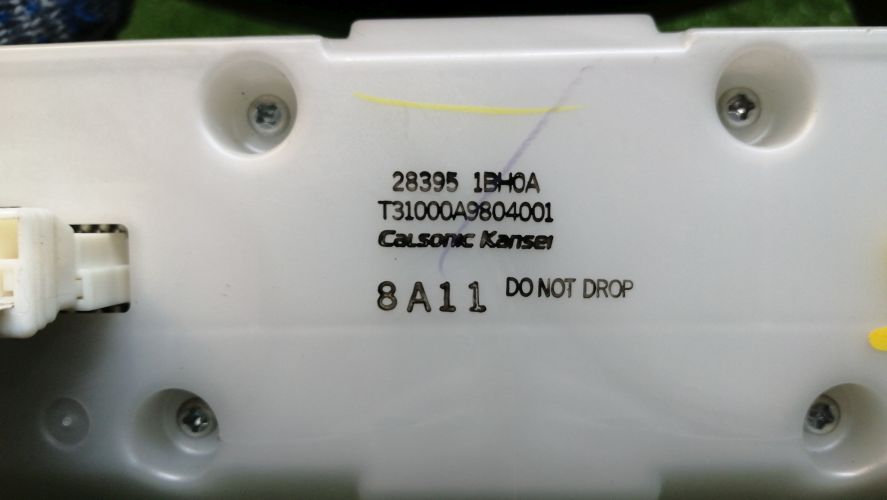 28395 1BH0A
T31000A9804001
CALSONIC KANSEI
8A11 DO NOT DROP